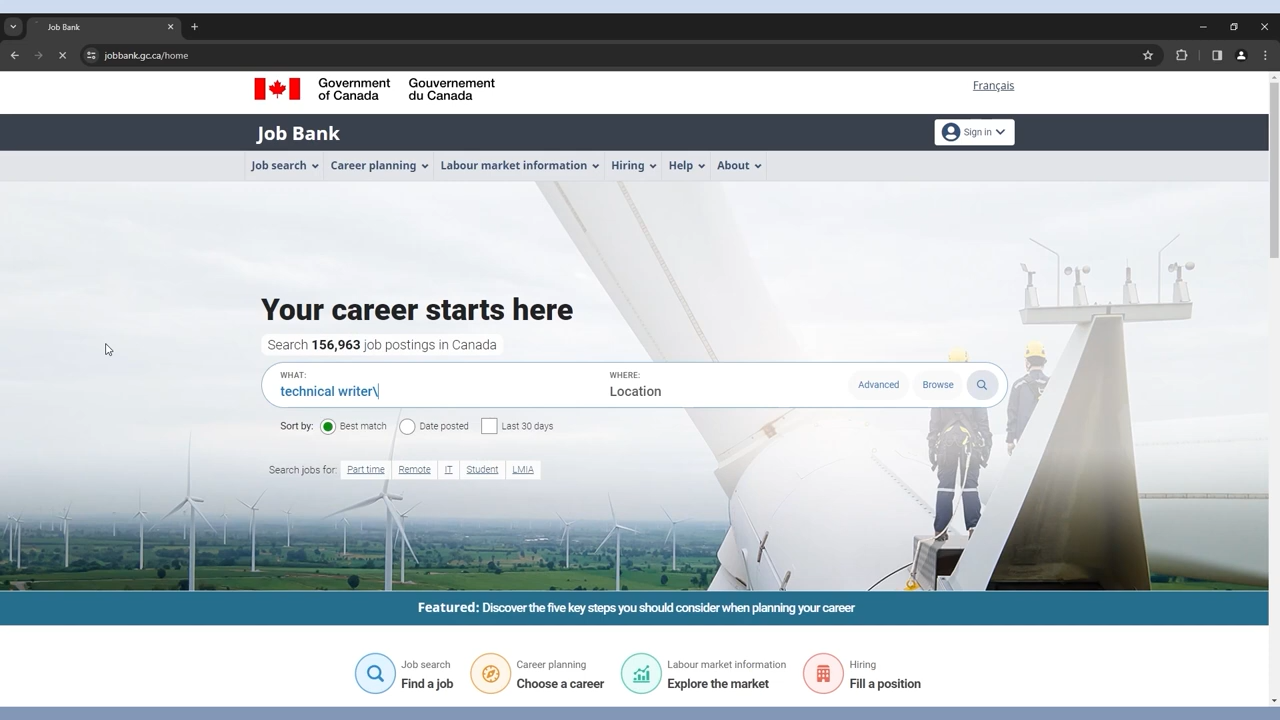 Job Bank
jobbank.gc.ca/home
Government of Canada
Gouvernement du Canada
Français
Job Bank
Sign in
Job search
Career planning
Labour market information
Hiring
Help
About
Your career starts here
Search 156,963 job postings in Canada
WHAT:
technical writer\
WHERE:
Location
Advanced
Browse
Sort by:
Best match
Date posted
Last 30 days
Search jobs for:
Part time
Remote
IT
Student
LMIA
Featured: Discover the five key steps you should consider when planning your career
Job search
Find a job
Career planning
Choose a career
Labour market information
Explore the market
Hiring
Fill a position